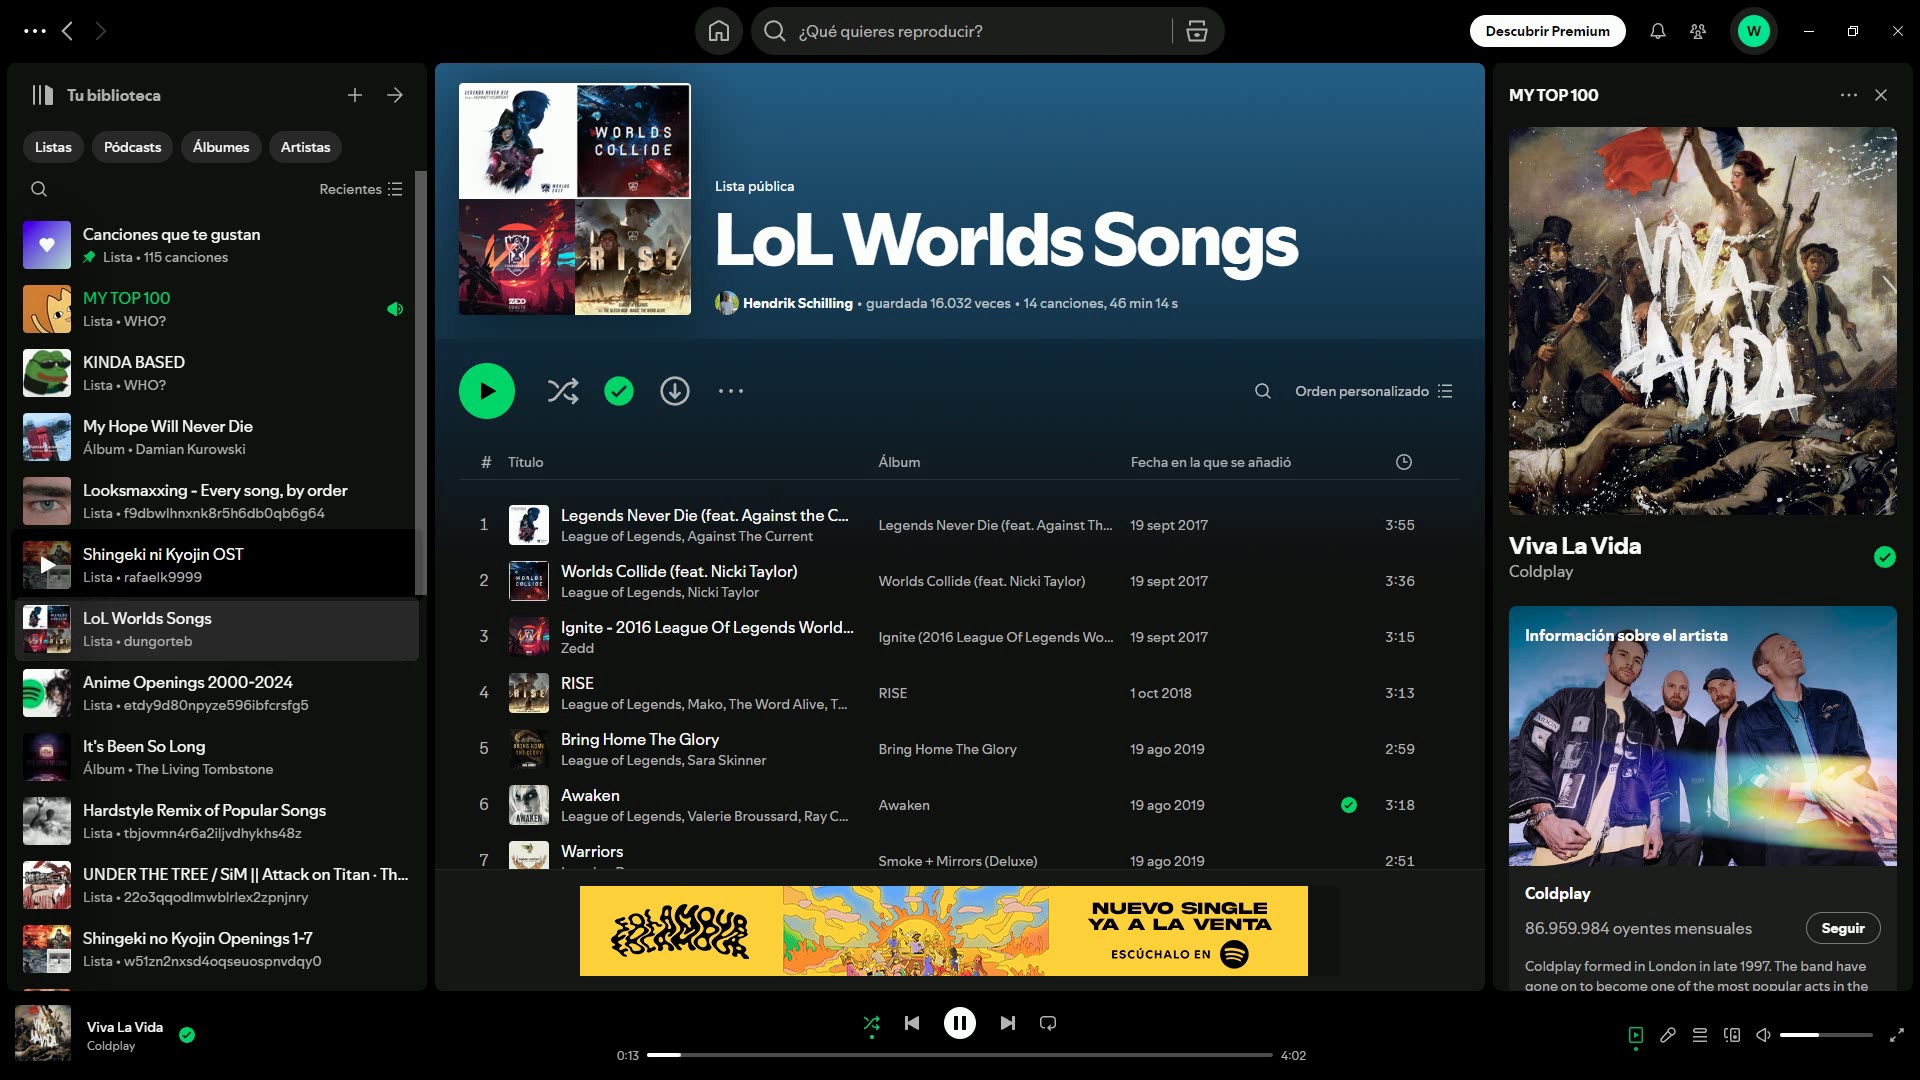 ¿Qué quieres reproducir?
Descubrir Premium
W
Tu biblioteca
Listas
Pódcasts
Álbumes
Artistas
Recientes
Canciones que te gustan
Lista • 115 canciones
MY TOP 100
Lista • WHO?
KINDA BASED
Lista • WHO?
My Hope Will Never Die
Álbum • Damian Kurowski
Looksmaxxing - Every song, by order
Lista • f9dbwlhnxnk8r5h6db0qb6g64
Shingeki ni Kyojin OST
Lista • rafaelk9999
LoL Worlds Songs
Lista • dungorteb
Anime Openings 2000-2024
Lista • etdy9d80npyze596ibfcrsfg5
It's Been So Long
Álbum • The Living Tombstone
Hardstyle Remix of Popular Songs
Lista • tbjovmn4r6a2iljvdhykhs48z
UNDER THE TREE / SiM || Attack on Titan · Th...
Lista • 22o3qqodlmwblrlex2zpnjnry
Shingeki no Kyojin Openings 1-7
Lista • w51zn2nxsd4oqseuospnvdqy0
LEGENDS NEVER DIE
WORLDS
COLLIDE
ZEDD
RISE
Lista pública
LoL Worlds Songs
Hendrik Schilling • guardada 16.032 veces • 14 canciones, 46 min 14 s
Orden personalizado
# Título Álbum Fecha en la que se añadió
1 Legends Never Die (feat. Against the C... Legends Never Die (feat. Against Th... 19 sept 2017 3:55
League of Legends, Against The Current
2 Worlds Collide (feat. Nicki Taylor) Worlds Collide (feat. Nicki Taylor) 19 sept 2017 3:36
League of Legends, Nicki Taylor
3 Ignite - 2016 League Of Legends World... Ignite (2016 League Of Legends Wo... 19 sept 2017 3:15
Zedd
4 RISE RISE 1 oct 2018 3:13
League of Legends, Mako, The Word Alive, T...
5 Bring Home The Glory Bring Home The Glory 19 ago 2019 2:59
League of Legends, Sara Skinner
6 Awaken Awaken 19 ago 2019 3:18
League of Legends, Valerie Broussard, Ray C...
7 Warriors Smoke + Mirrors (Deluxe) 19 ago 2019 2:51
FOLAMOUR
NUEVO SINGLE
YA A LA VENTA
ESCÚCHALO EN
MY TOP 100
VIVA
LA VIDA
Viva La Vida
Coldplay
Información sobre el artista
Coldplay
86.959.984 oyentes mensuales
Seguir
Coldplay formed in London in late 1997. The band have
gone on to become one of the most popular acts in the
Viva La Vida
Coldplay
0:13
4:02